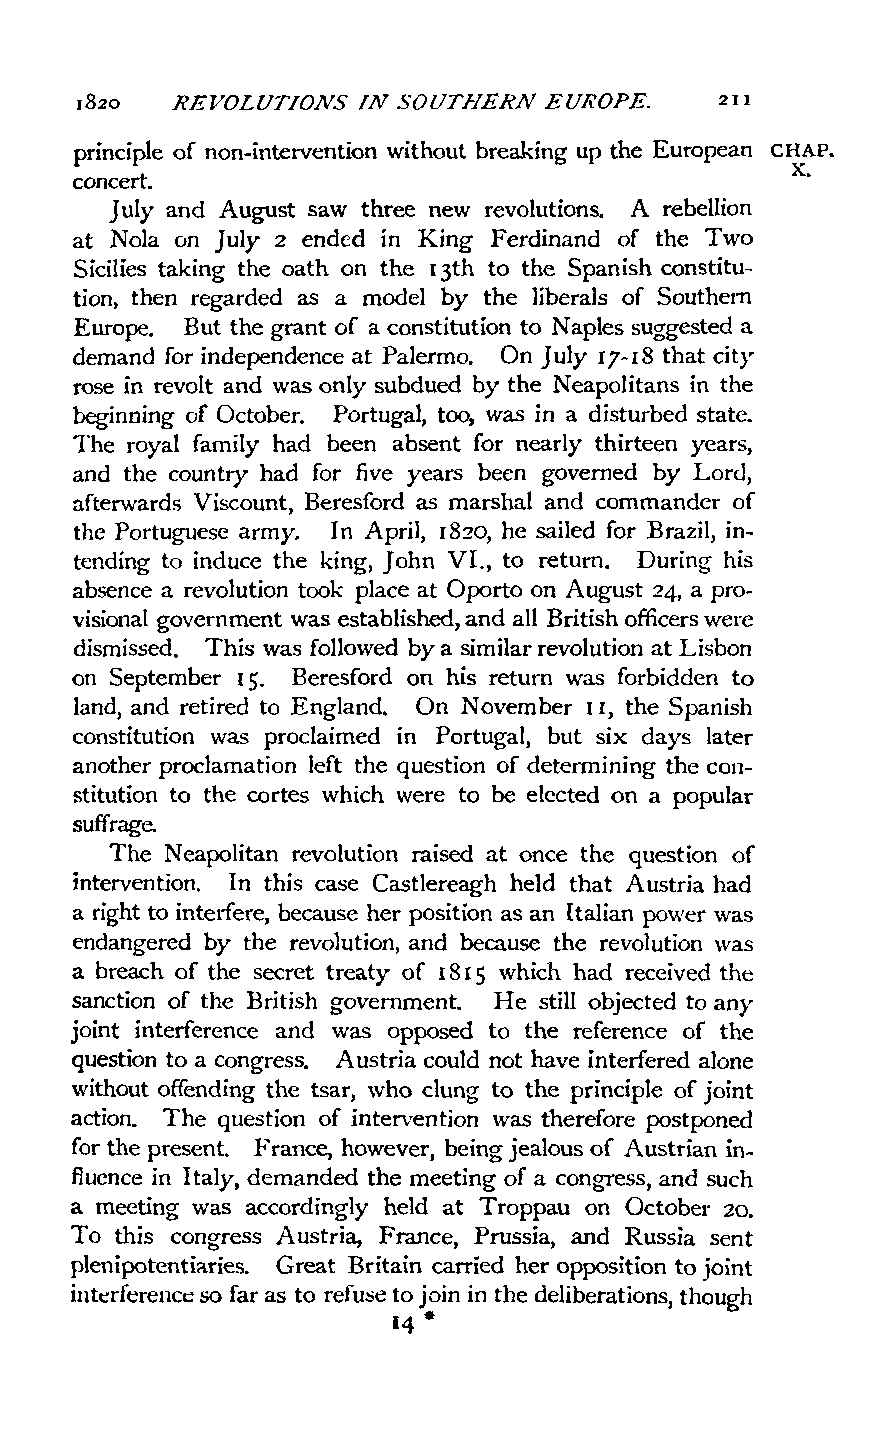 1820 REVOLUTIONS IN SOUTHERN EUROPE. 211
principle of non-intervention without breaking up the European CHAP.
concert. X.
July and August saw three new revolutions. A rebellion
at Nola on July 2 ended in King Ferdinand of the Two
Sicilies taking the oath on the 13th to the Spanish constitu-
tion, then regarded as a model by the liberals of Southern
Europe. But the grant of a constitution to Naples suggested a
demand for independence at Palermo. On July 17-18 that city
rose in revolt and was only subdued by the Neapolitans in the
beginning of October. Portugal, too, was in a disturbed state.
The royal family had been absent for nearly thirteen years,
and the country had for five years been governed by Lord,
afterwards Viscount, Beresford as marshal and commander of
the Portuguese army. In April, 1820, he sailed for Brazil, in-
tending to induce the king, John VI., to return. During his
absence a revolution took place at Oporto on August 24, a pro-
visional government was established, and all British officers were
dismissed. This was followed by a similar revolution at Lisbon
on September 15. Beresford on his return was forbidden to
land, and retired to England. On November 11, the Spanish
constitution was proclaimed in Portugal, but six days later
another proclamation left the question of determining the con-
stitution to the cortes which were to be elected on a popular
suffrage.
The Neapolitan revolution raised at once the question of
intervention. In this case Castlereagh held that Austria had
a right to interfere, because her position as an Italian power was
endangered by the revolution, and because the revolution was
a breach of the secret treaty of 1815 which had received the
sanction of the British government. He still objected to any
joint interference and was opposed to the reference of the
question to a congress. Austria could not have interfered alone
without offending the tsar, who clung to the principle of joint
action. The question of intervention was therefore postponed
for the present. France, however, being jealous of Austrian in-
fluence in Italy, demanded the meeting of a congress, and such
a meeting was accordingly held at Troppau on October 20.
To this congress Austria, France, Prussia, and Russia sent
plenipotentiaries. Great Britain carried her opposition to joint
interference so far as to refuse to join in the deliberations, though
14 *